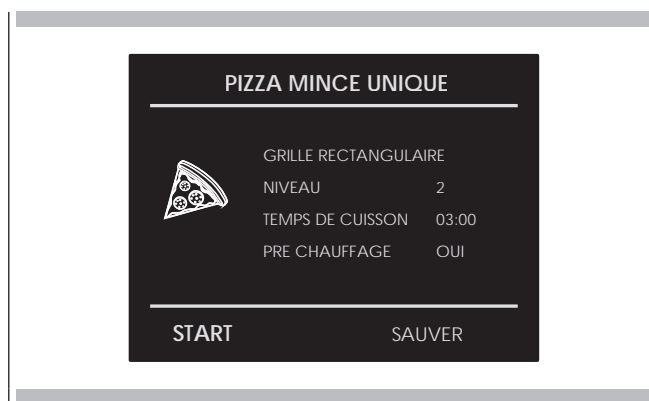 PIZZA MINCE UNIQUE
GRILLE RECTANGULAIRE
NIVEAU 2
TEMPS DE CUISSON 03:00
PRE CHAUFFAGE OUI
START SAUVER